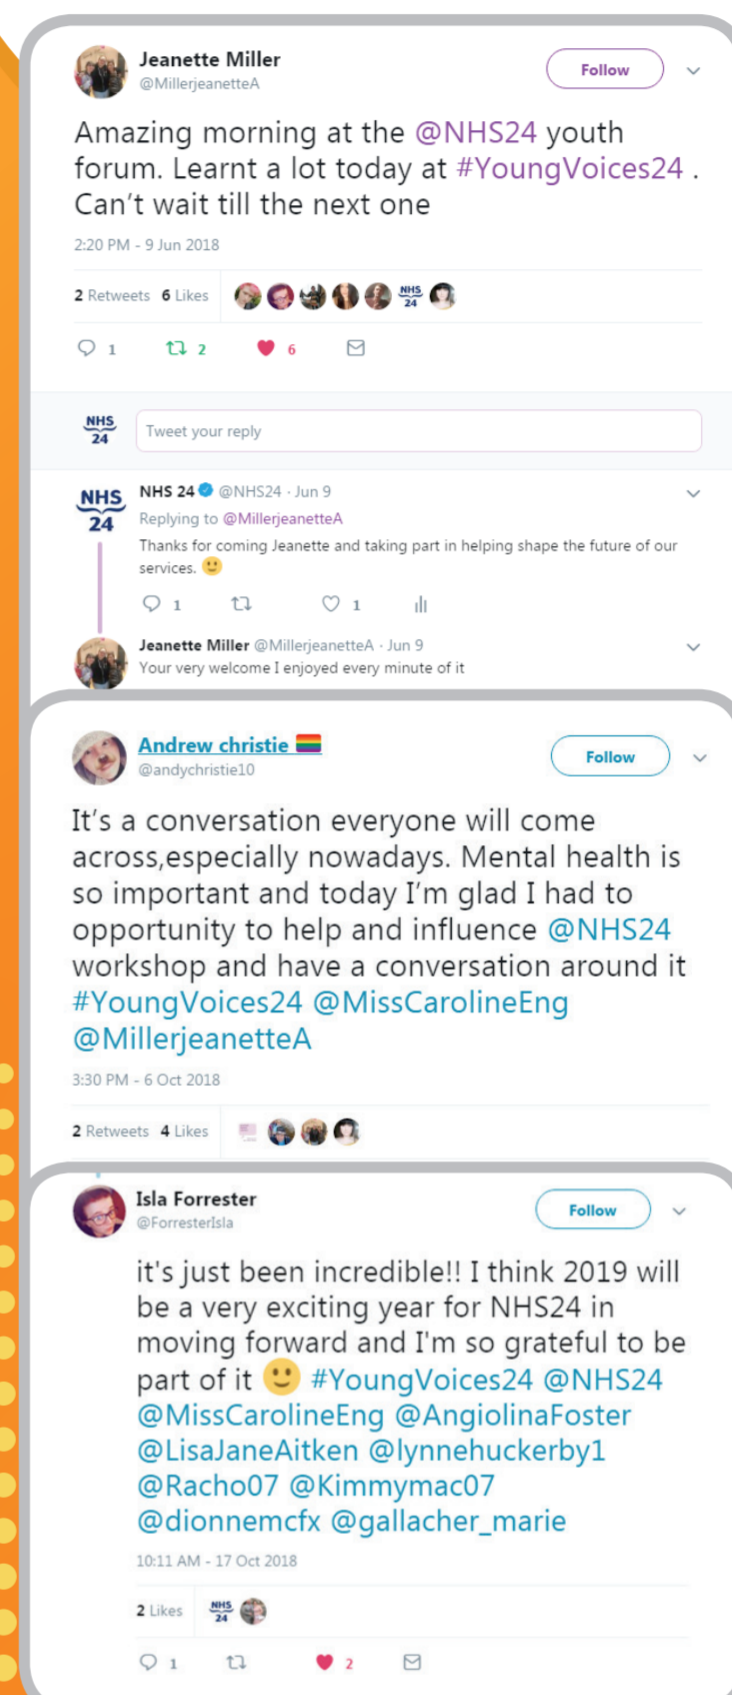 Jeanette Miller
@MillerjeanetteA
Follow
Amazing morning at the @NHS24 youth
forum. Learnt a lot today at #YoungVoices24 .
Can't wait till the next one
2:20 PM - 9 Jun 2018
2 Retweets 6 Likes
NHS
24
1 2 6
NHS
24
Tweet your reply
NHS
24
NHS 24 @NHS24 · Jun 9
Replying to @MillerjeanetteA
Thanks for coming Jeanette and taking part in helping shape the future of our
services. 🙂
1 1
Jeanette Miller @MillerjeanetteA · Jun 9
Your very welcome I enjoyed every minute of it
Andrew christie 🏳️‍🌈
@andychristie10
Follow
It's a conversation everyone will come
across,especially nowadays. Mental health is
so important and today I'm glad I had to
opportunity to help and influence @NHS24
workshop and have a conversation around it
#YoungVoices24 @MissCarolineEng
@MillerjeanetteA
3:30 PM - 6 Oct 2018
2 Retweets 4 Likes
Isla Forrester
@ForresterIsla
Follow
it's just been incredible!! I think 2019 will
be a very exciting year for NHS24 in
moving forward and I'm so grateful to be
part of it 🙂 #YoungVoices24 @NHS24
@MissCarolineEng @AngiolinaFoster
@LisaJaneAitken @lynnehuckerby1
@Racho07 @Kimmymac07
@dionnemcfx @gallacher_marie
10:11 AM - 17 Oct 2018
2 Likes
NHS
24
1 2